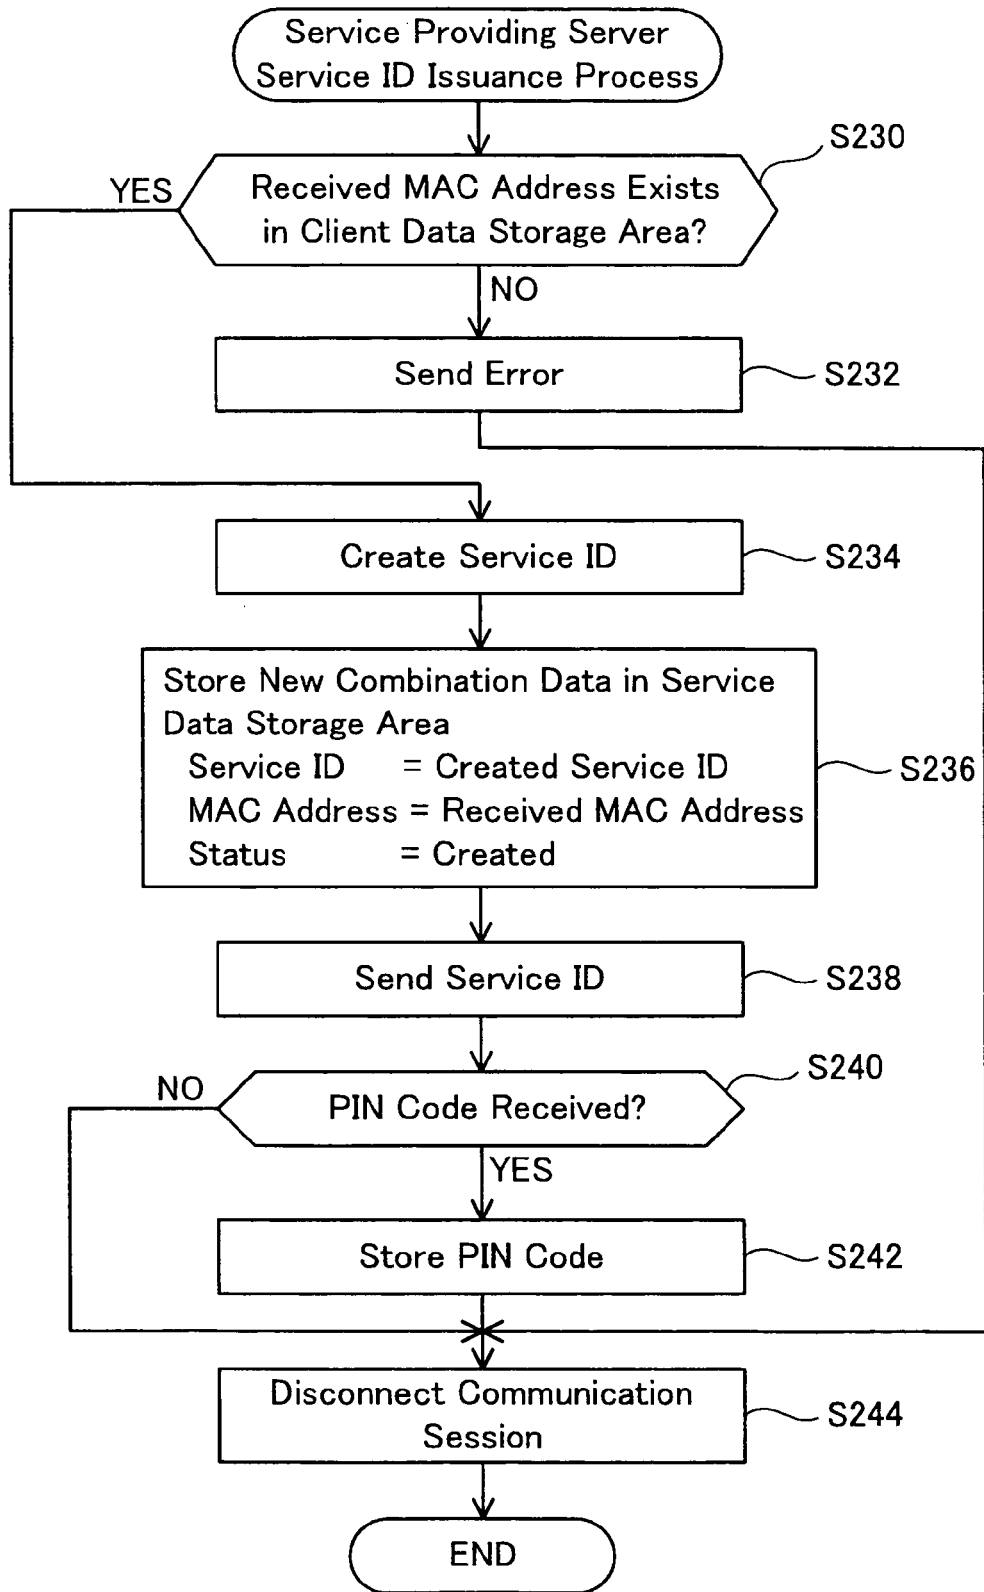 Service Providing Server
Service ID Issuance Process
S230
YES
Received MAC Address Exists
in Client Data Storage Area?
NO
Send Error
S232
Create Service ID
S234
Store New Combination Data in Service
Data Storage Area
Service ID = Created Service ID
MAC Address = Received MAC Address
Status = Created
S236
Send Service ID
S238
S240
NO
PIN Code Received?
YES
Store PIN Code
S242
Disconnect Communication
Session
S244
END